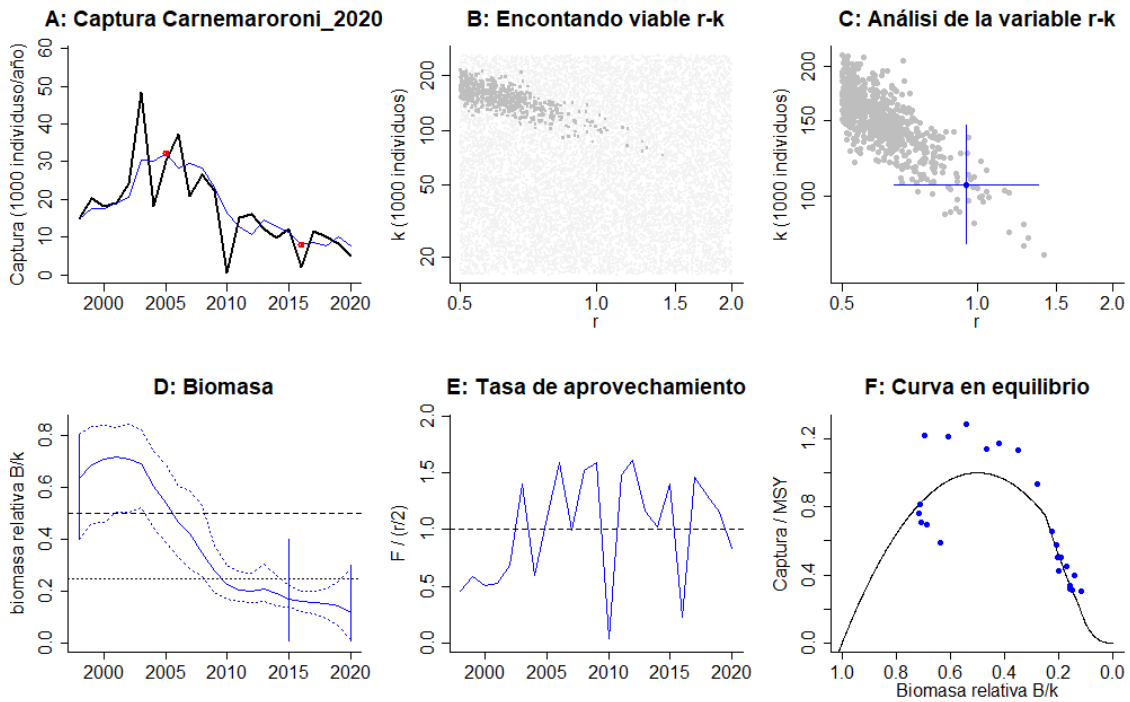 A: Captura Carnemaroroni_2020
B: Encontando viable r-k
C: Análisi de la variable r-k
Captura (1000 individuso/año)
0 10 20 30 40 50 60
2000 2005 2010 2015 2020
k (1000 individuos)
20 50 100 200
0.5 1.0 1.5 2.0
r
k (1000 individuos)
100 150 200
0.5 1.0 1.5 2.0
r
D: Biomasa
E: Tasa de aprovechamiento
F: Curva en equilibrio
biomasa relativa B/k
0.0 0.2 0.4 0.6 0.8
2000 2005 2010 2015 2020
F / (r/2)
0.0 0.5 1.0 1.5 2.0
2000 2005 2010 2015 2020
Captura / MSY
0.0 0.4 0.8 1.2
1.0 0.8 0.6 0.4 0.2 0.0
Biomasa relativa B/k